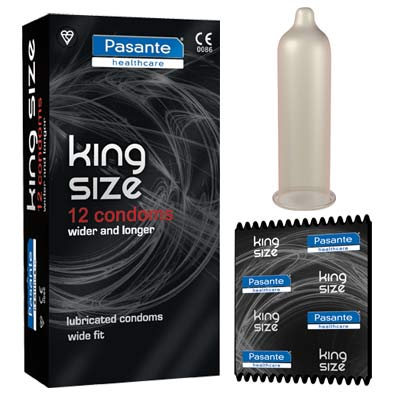 Pasante
healthcare
CE
0086
king
size
12 condoms
wider and longer
lubricated condoms
wide fit
king size
12 condoms
wider and longer
Pasante
king
size
Pasante
healthcare
Pasante
healthcare
king
size
king
size
Pasante
healthcare
Pasante
healthcare
king
size